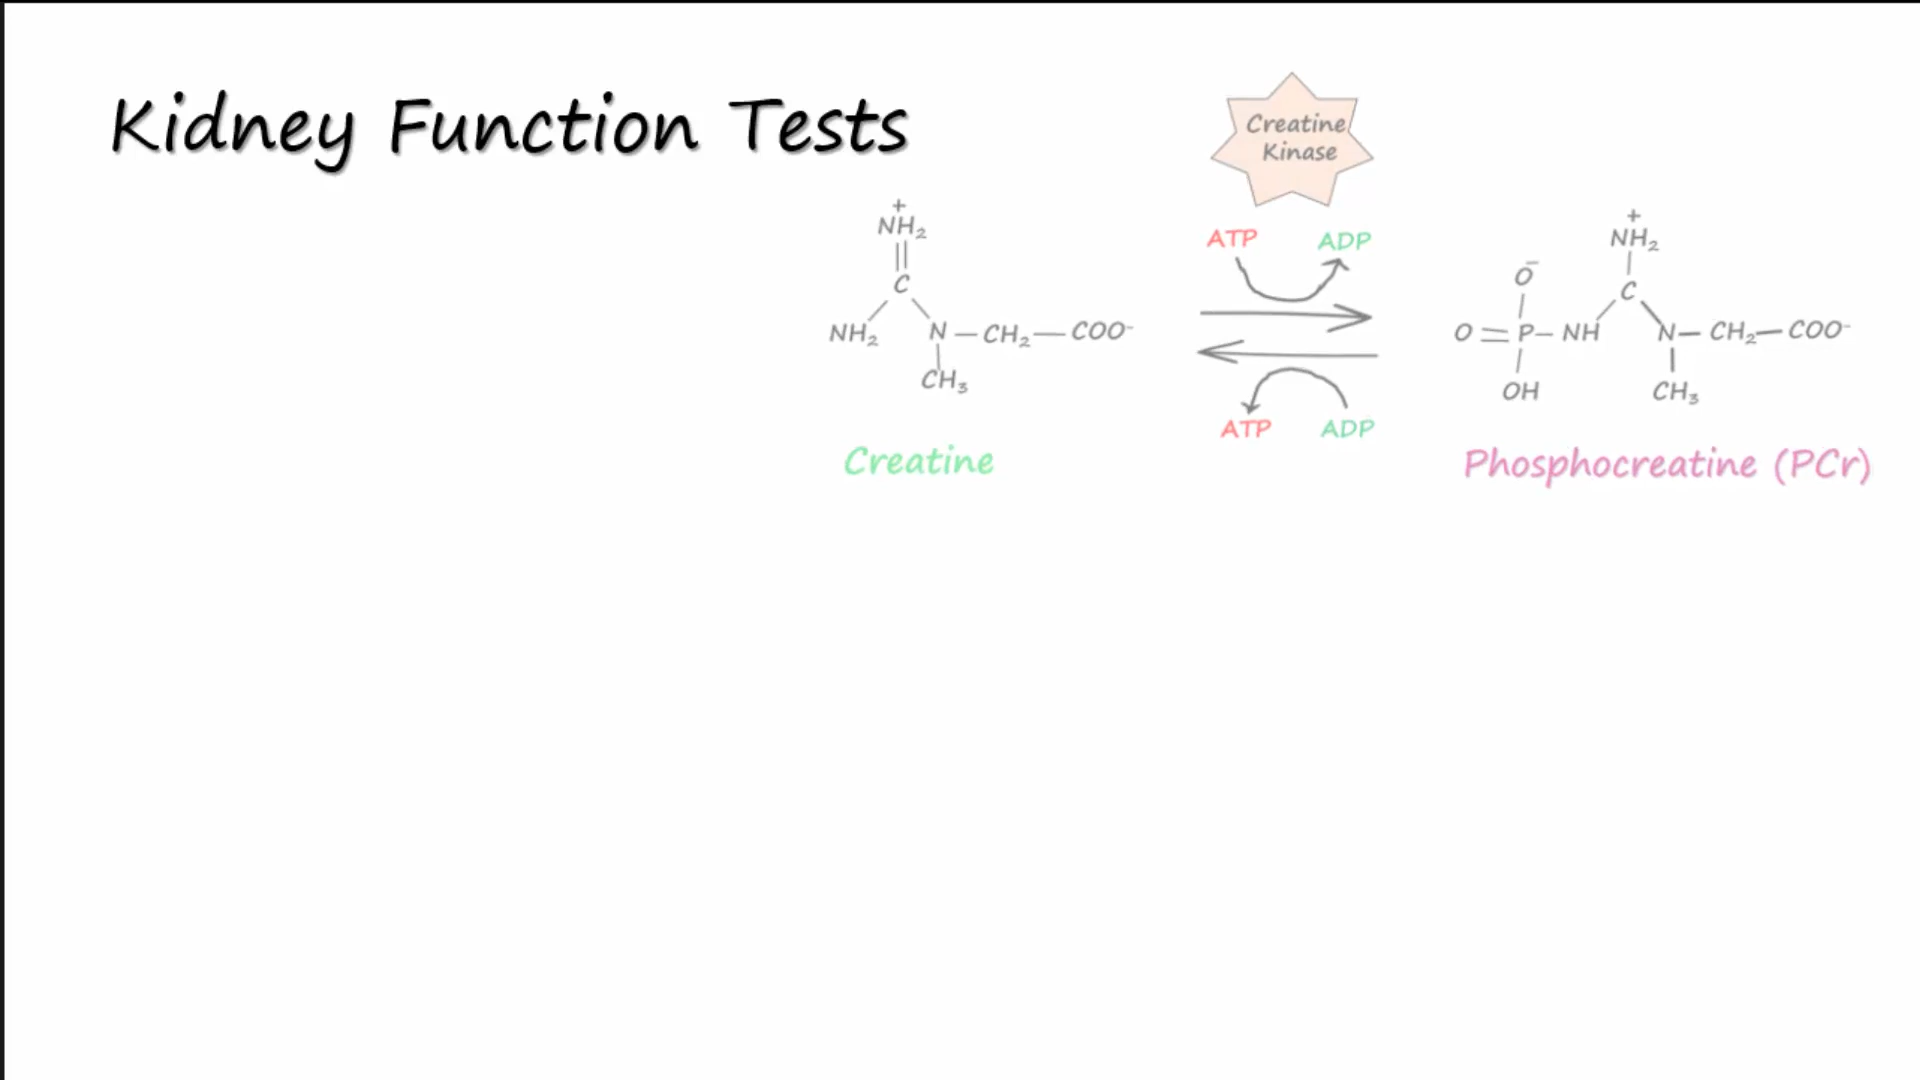 Kidney Function Tests
Creatine
Kinase
+
NH₂
C
NH₂ N — CH₂ — COO⁻
CH₃
Creatine
ATP ADP
ATP ADP
+
NH₂
O⁻
C
O = P – NH N – CH₂ – COO⁻
OH CH₃
Phosphocreatine (PCr)